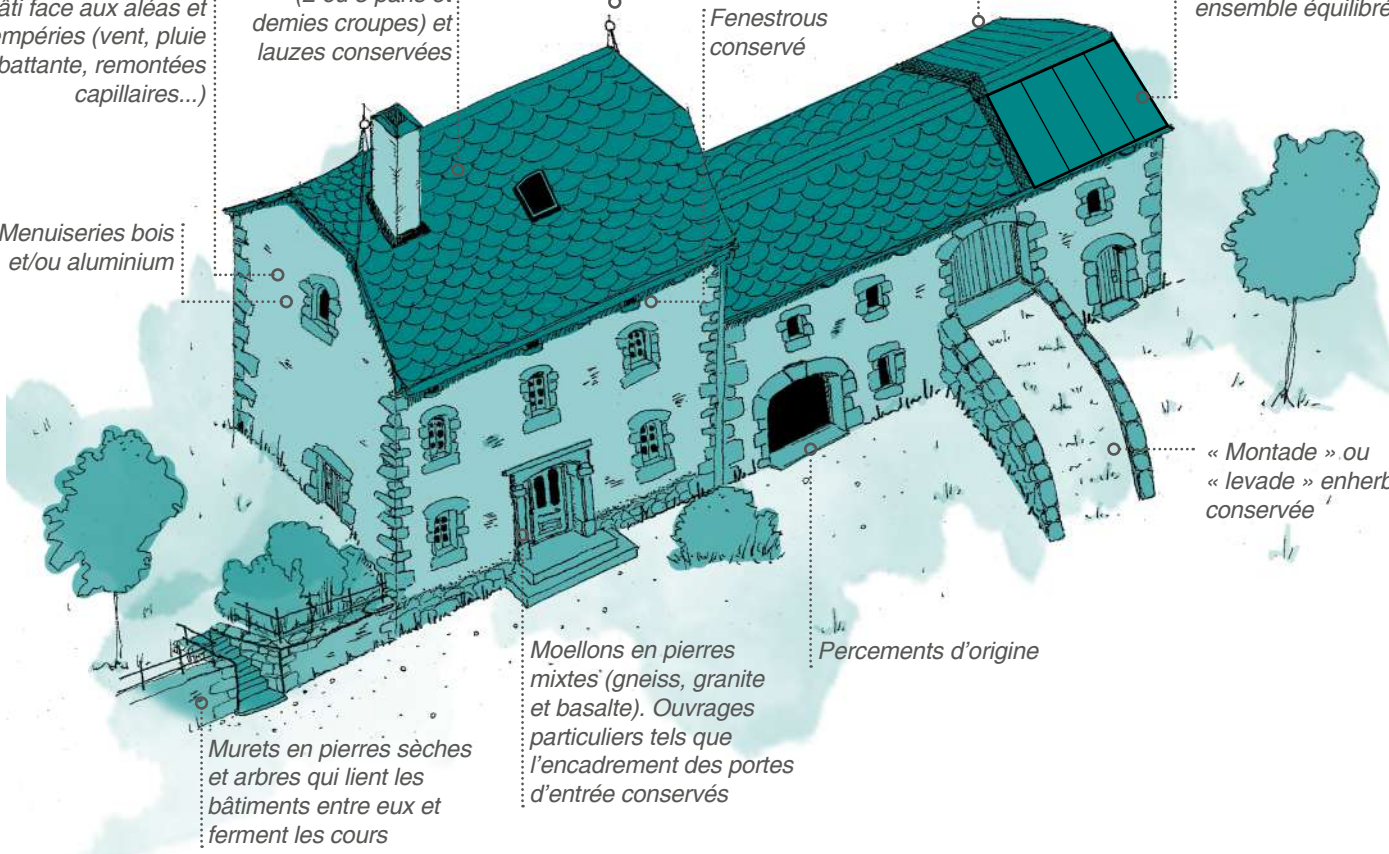 bâti face aux aléas et
intempéries (vent, pluie
battante, remontées
capillaires...)
demies croupes) et
lauzes conservées
Fenestrous
conservé
ensemble équilibré
Menuiseries bois
et/ou aluminium
« Montade » ou
« levade »
conservée
Percements d'origine
Moellons en pierres
mixtes (gneiss, granite
et basalte). Ouvrages
particuliers tels que
l'encadrement des portes
d'entrée conservés
Murets en pierres sèches
et arbres qui lient les
bâtiments entre eux et
ferment les cours